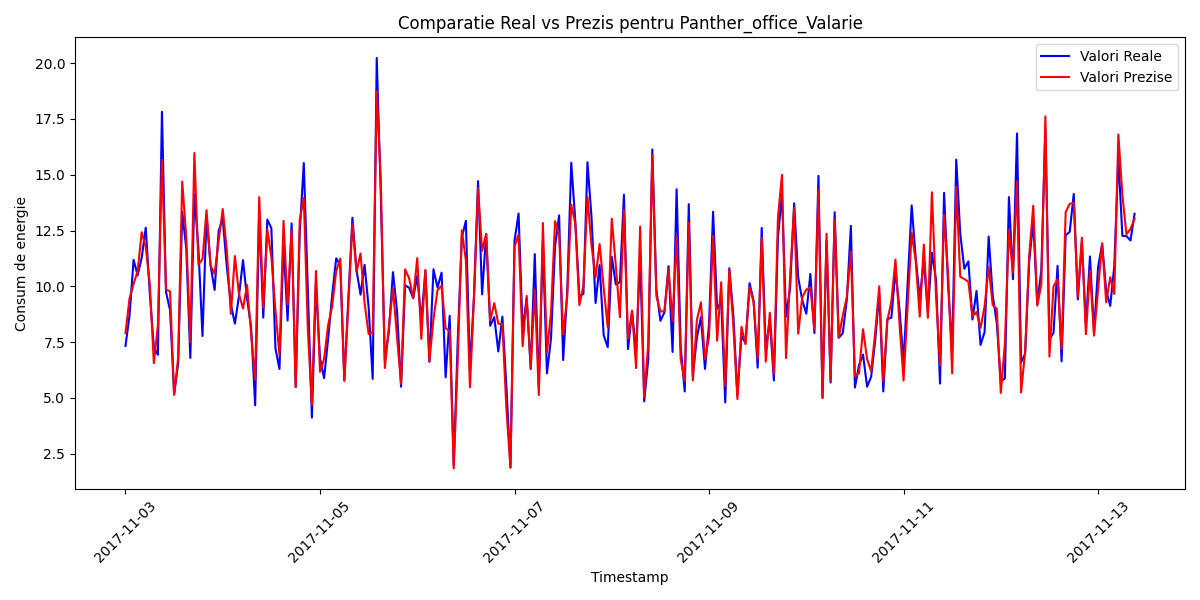 Comparatie Real vs Prezis pentru Panther_office_Valarie
Valori Reale
Valori Prezise
Consum de energie
20.0
17.5
15.0
12.5
10.0
7.5
5.0
2.5
2017-11-03
2017-11-05
2017-11-07
2017-11-09
2017-11-11
2017-11-13
Timestamp